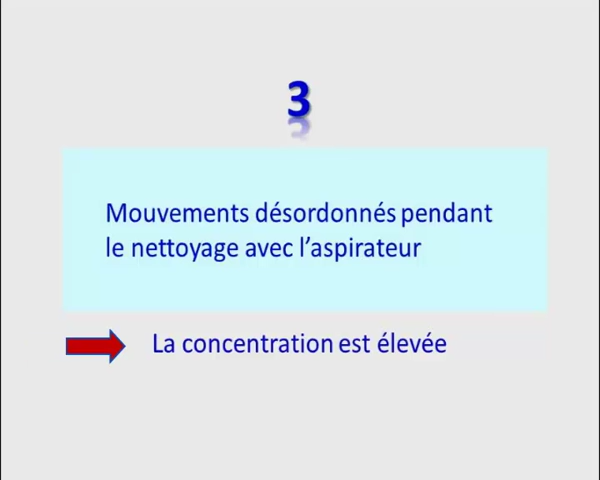 3
Mouvements désordonnés pendant
le nettoyage avec l’aspirateur
La concentration est élevée